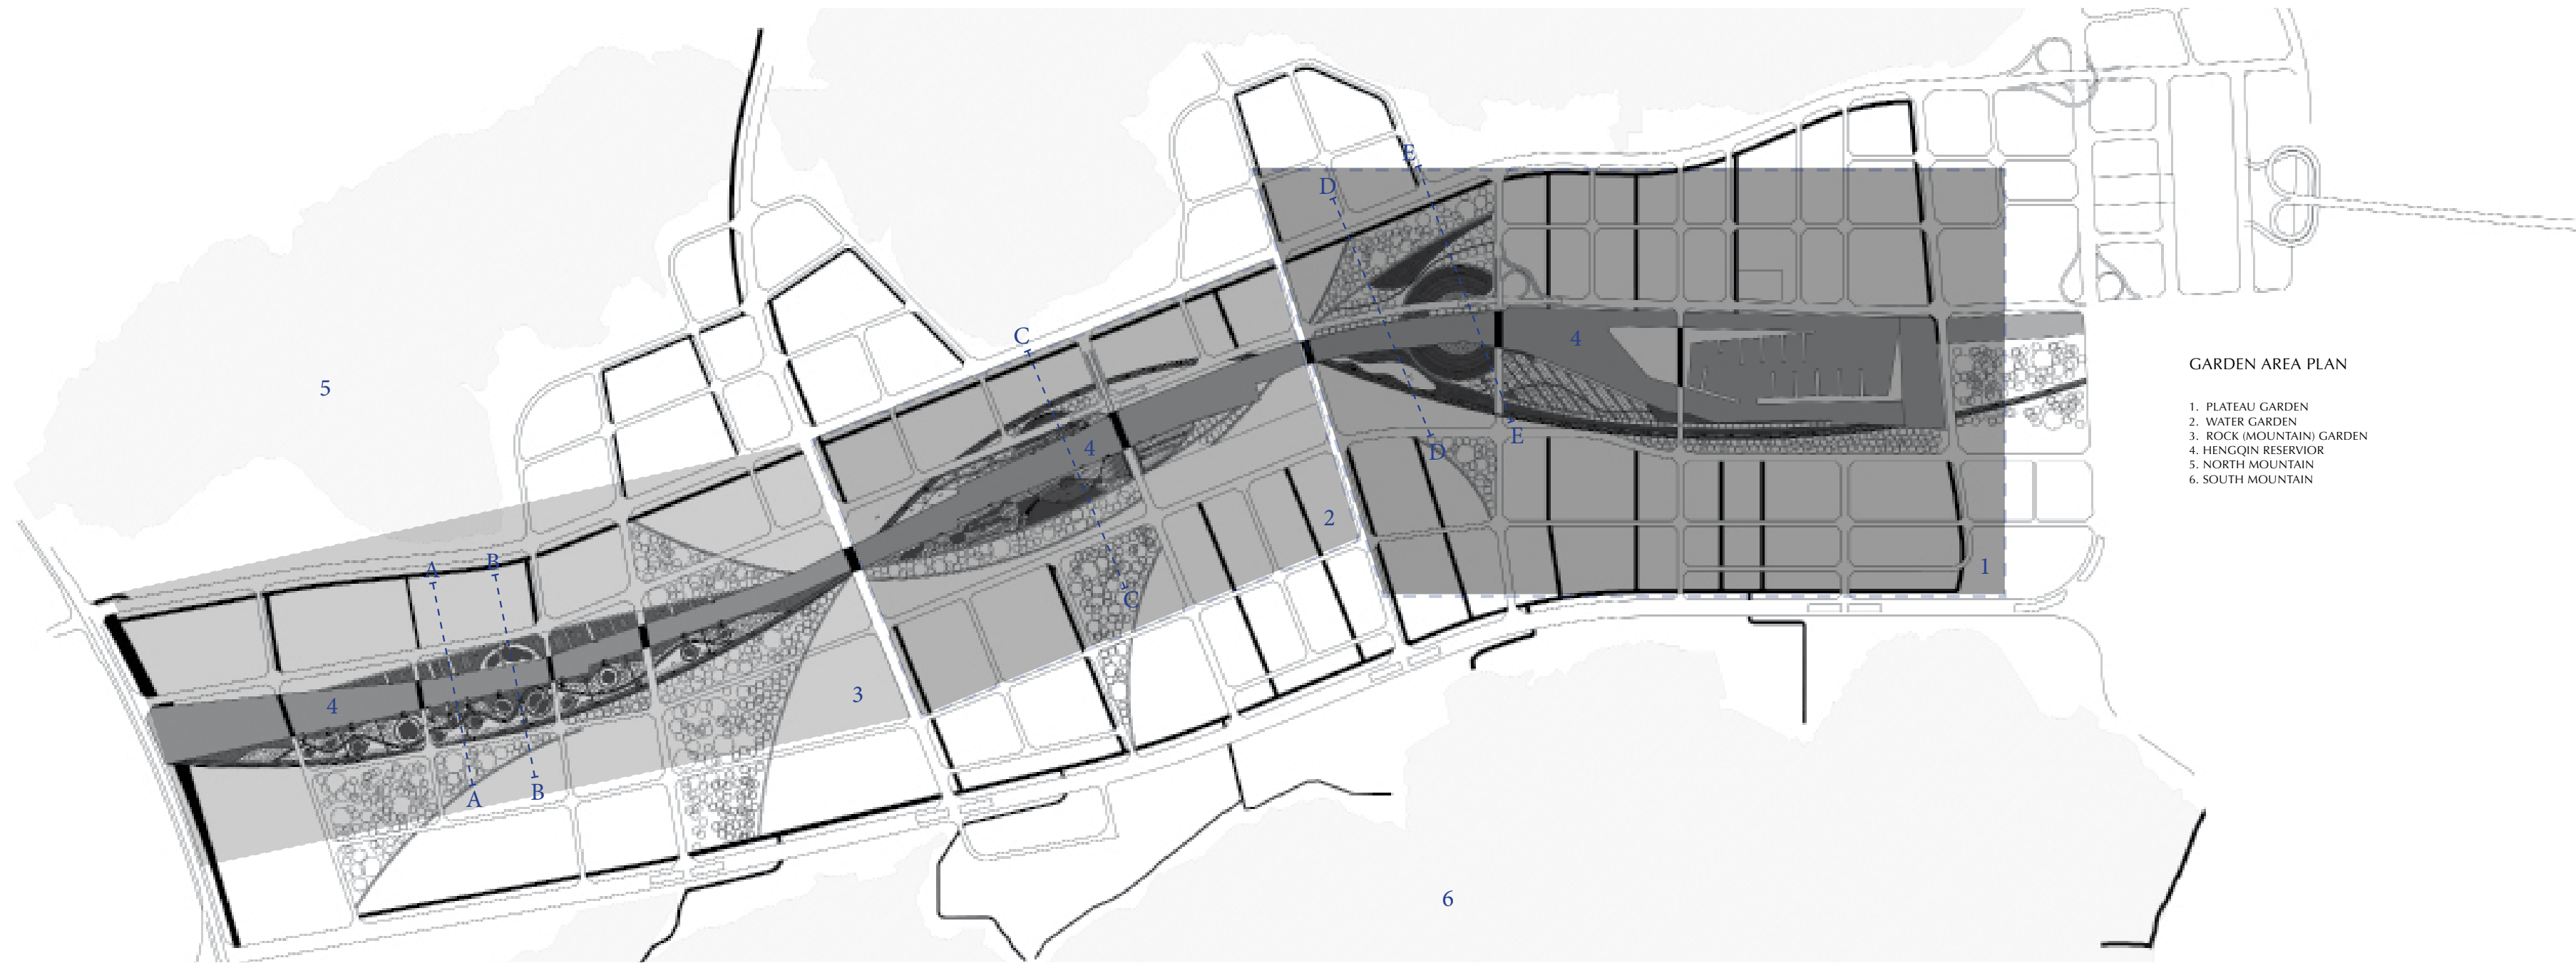 E
D
C
4
5
4
GARDEN AREA PLAN
1. PLATEAU GARDEN
2. WATER GARDEN
3. ROCK (MOUNTAIN) GARDEN
4. HENGQIN RESERVIOR
5. NORTH MOUNTAIN
6. SOUTH MOUNTAIN
E
D
2
B
A
1
C
3
4
B
A
6